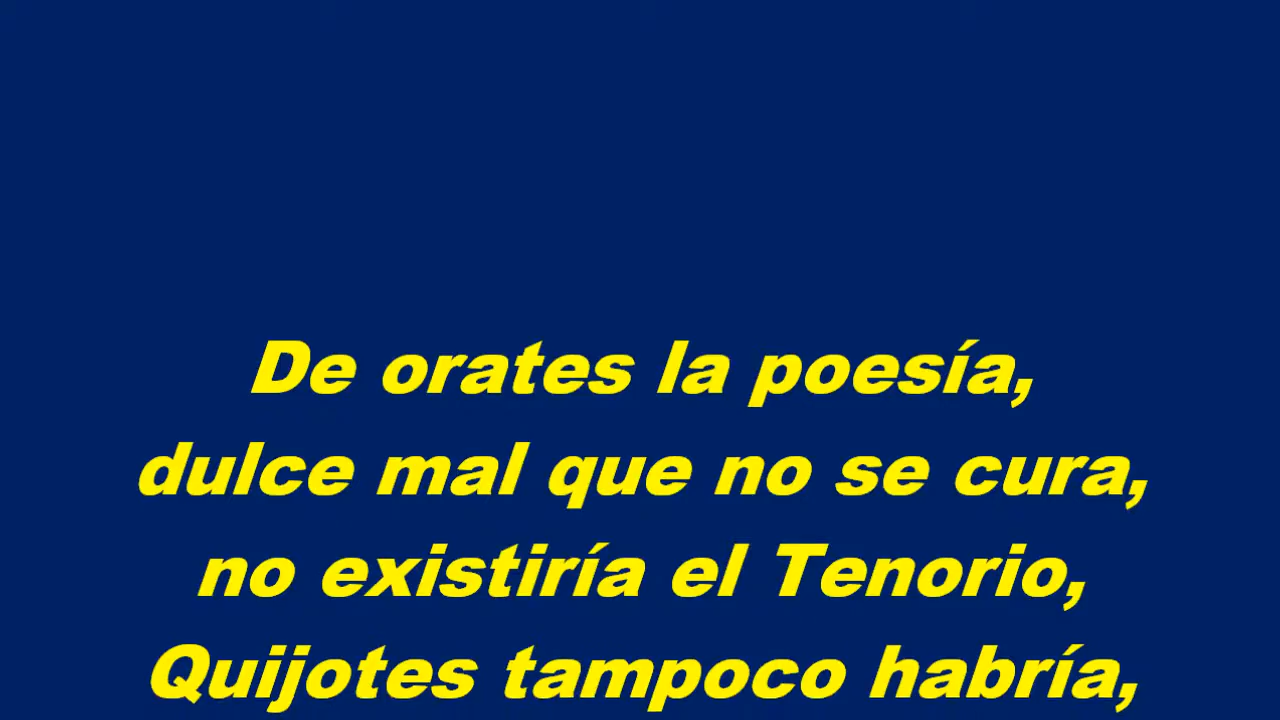 De orates la poesía,
dulce mal que no se cura,
no existiría el Tenorio,
Quijotes tampoco habría,